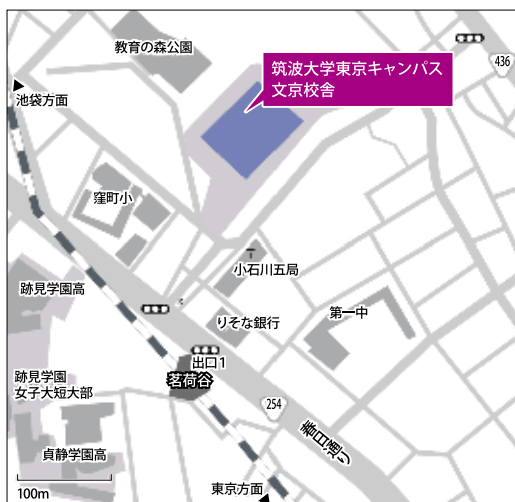 教育の森公園
436
筑波大学東京キャンパス
文京校舎
池袋方面
窪町小
小石川五局
跡見学園高
りそな銀行
第一中
出口1
茗荷谷
跡見学園
女子大短大部
254
春日通り
貞静学園高
100m
東京方面